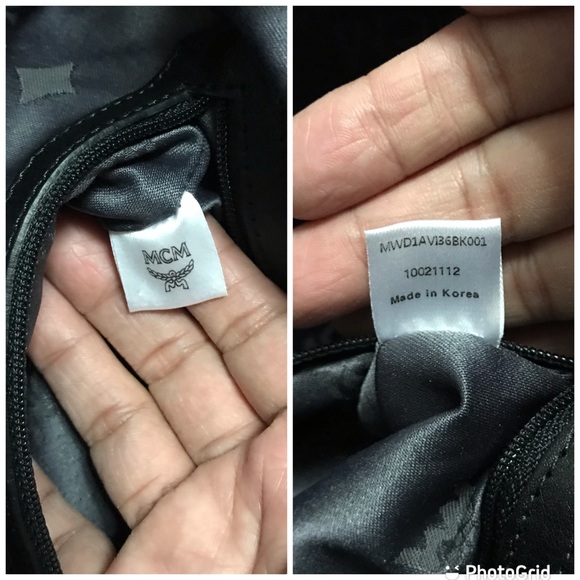 MCM
MWD1AVI36BK001
10021112
Made in Korea
PhotoGrid